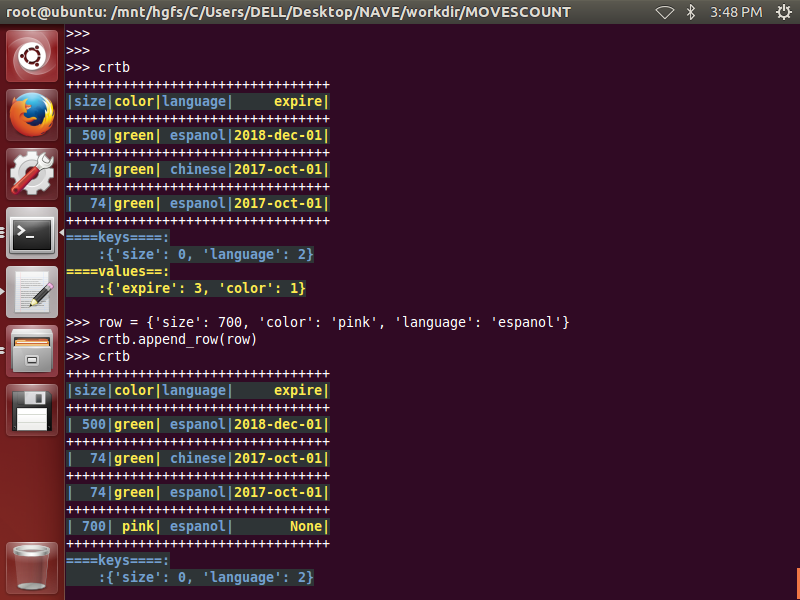 root@ubuntu: /mnt/hgfs/C/Users/DELL/Desktop/NAVE/workdir/MOVESCOUNT 3:48 PM
>>>
>>>
>>> crtb
+++++++++++++++++++++++++++++++++
|size|color|language|     expire|
+++++++++++++++++++++++++++++++++
| 500|green| espanol|2018-dec-01|
+++++++++++++++++++++++++++++++++
|  74|green| chinese|2017-oct-01|
+++++++++++++++++++++++++++++++++
|  74|green| espanol|2017-oct-01|
+++++++++++++++++++++++++++++++++
====keys====:
    :{'size': 0, 'language': 2}
====values==:
    :{'expire': 3, 'color': 1}
>>> row = {'size': 700, 'color': 'pink', 'language': 'espanol'}
>>> crtb.append_row(row)
>>> crtb
+++++++++++++++++++++++++++++++++
|size|color|language|     expire|
+++++++++++++++++++++++++++++++++
| 500|green| espanol|2018-dec-01|
+++++++++++++++++++++++++++++++++
|  74|green| chinese|2017-oct-01|
+++++++++++++++++++++++++++++++++
|  74|green| espanol|2017-oct-01|
+++++++++++++++++++++++++++++++++
| 700| pink| espanol|       None|
+++++++++++++++++++++++++++++++++
====keys====:
    :{'size': 0, 'language': 2}